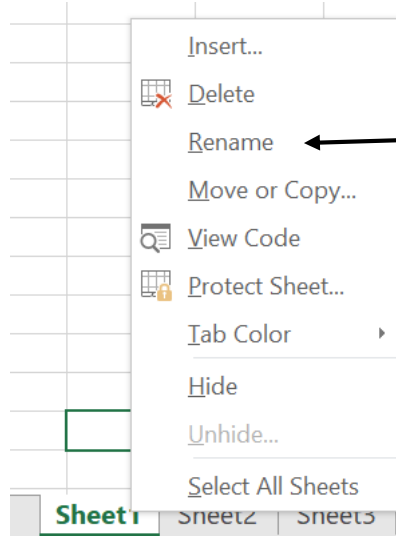 Insert...
Delete
Rename
Move or Copy...
View Code
Protect Sheet...
Tab Color
Hide
Unhide...
Select All Sheets
Sheet1 Sheet2 Sheet3